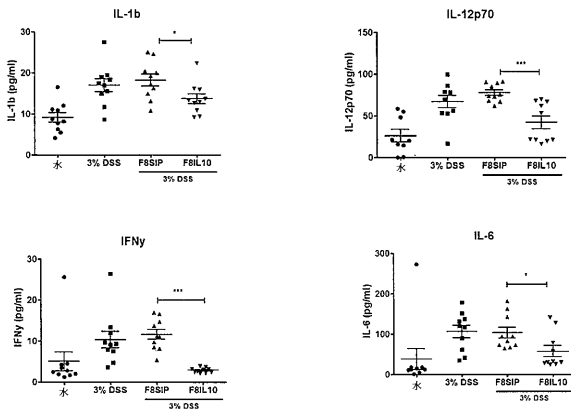 IL-1b
IL-1b (pg/ml)
30
20
10
0
*
水
3% DSS
F8SIP
F8IL10
3% DSS
IL-12p70
IL-12p70 (pg/ml)
150
100
50
0
***
水
3% DSS
F8SIP
F8IL10
3% DSS
IFNy
IFNy (pg/ml)
30
20
10
0
***
水
3% DSS
F8SIP
F8IL10
3% DSS
IL-6
IL-6 (pg/ml)
300
200
100
0
*
水
3% DSS
F8SIP
F8IL10
3% DSS